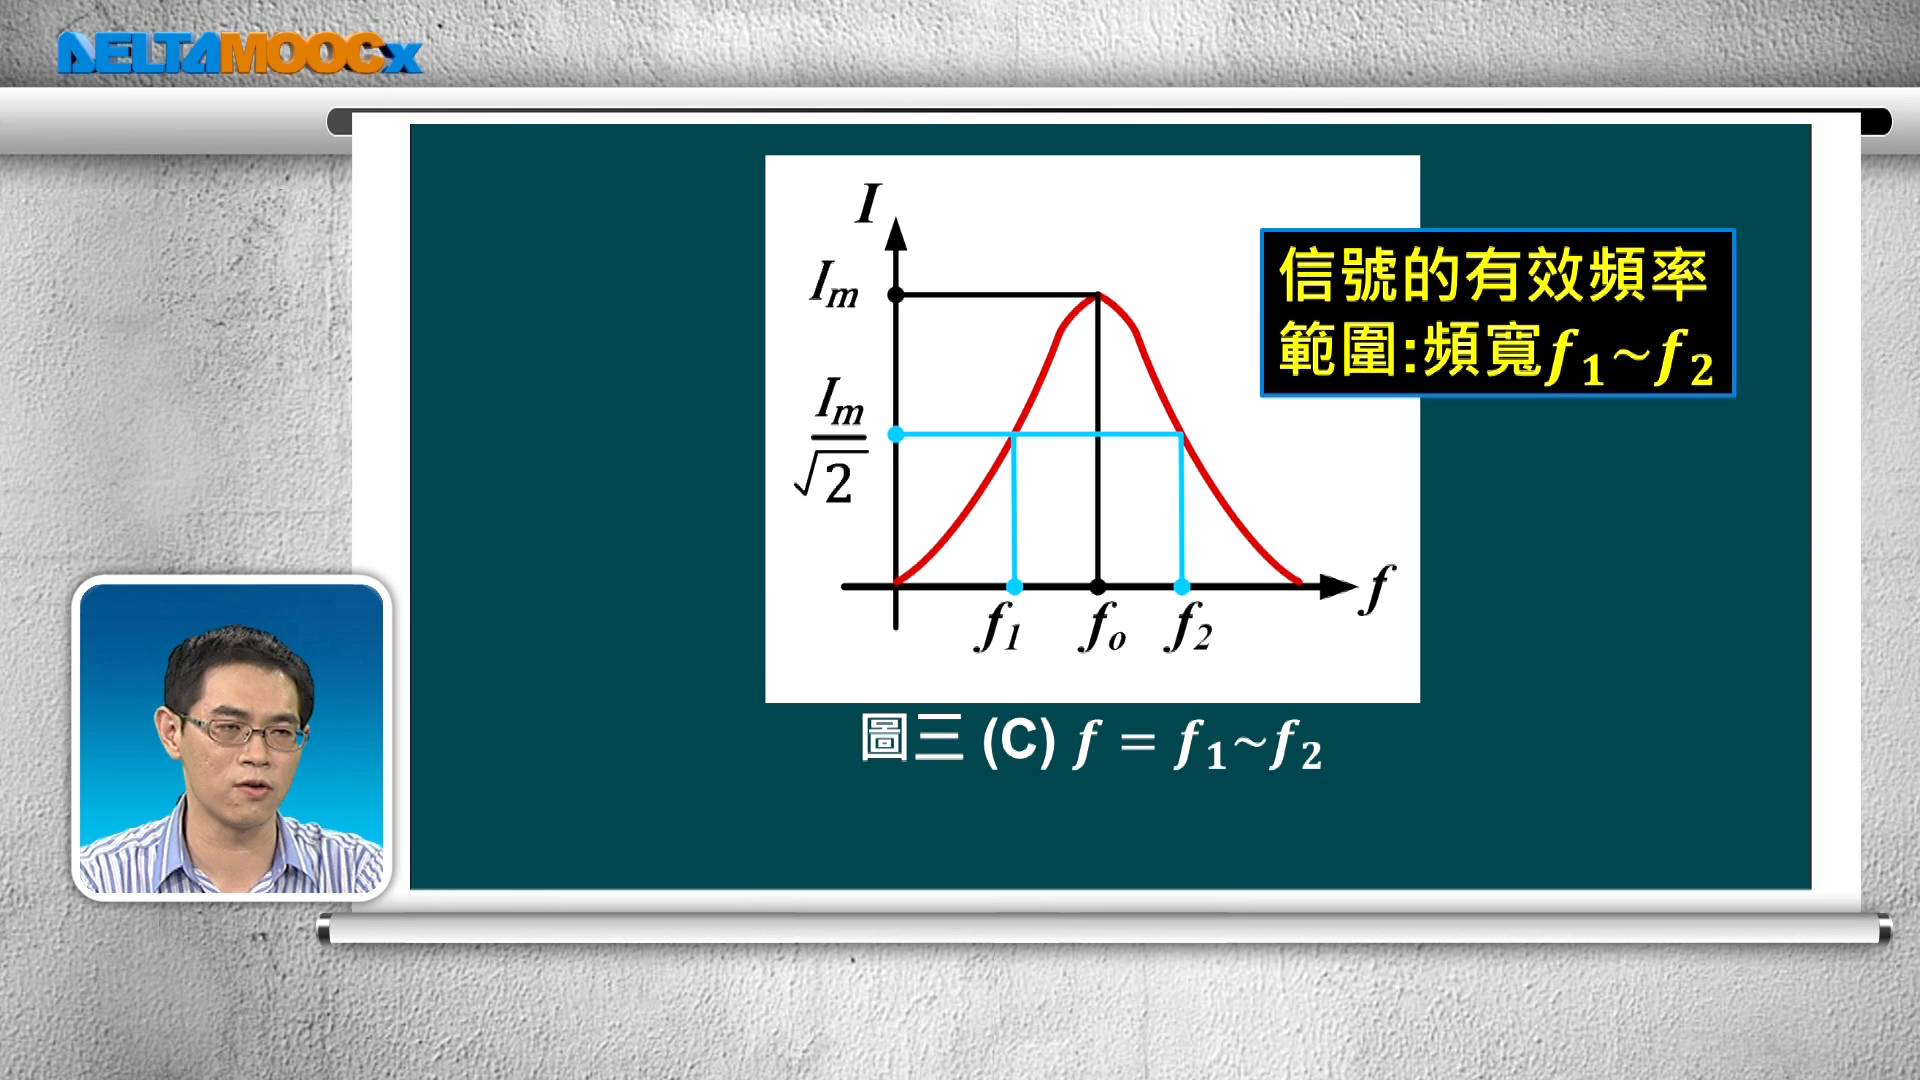 DELTAMOOCx
I
Iₘ
Iₘ/√2
f₁ fₒ f₂ f
信號的有效頻率
範圍:頻寬f₁~f₂
圖三 (C) f = f₁~f₂